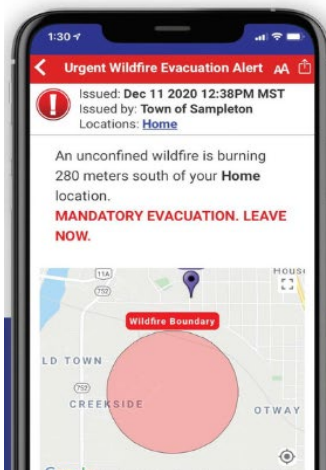 1:30
Urgent Wildfire Evacuation Alert AA
Issued: Dec 11 2020 12:38PM MST
Issued by: Town of Sampleton
Locations: Home
An unconfined wildfire is burning
280 meters south of your Home
location.
MANDATORY EVACUATION. LEAVE
NOW.
11A
752
Wildfire Boundary
LD TOWN
752
CREEKSIDE
OTWAY